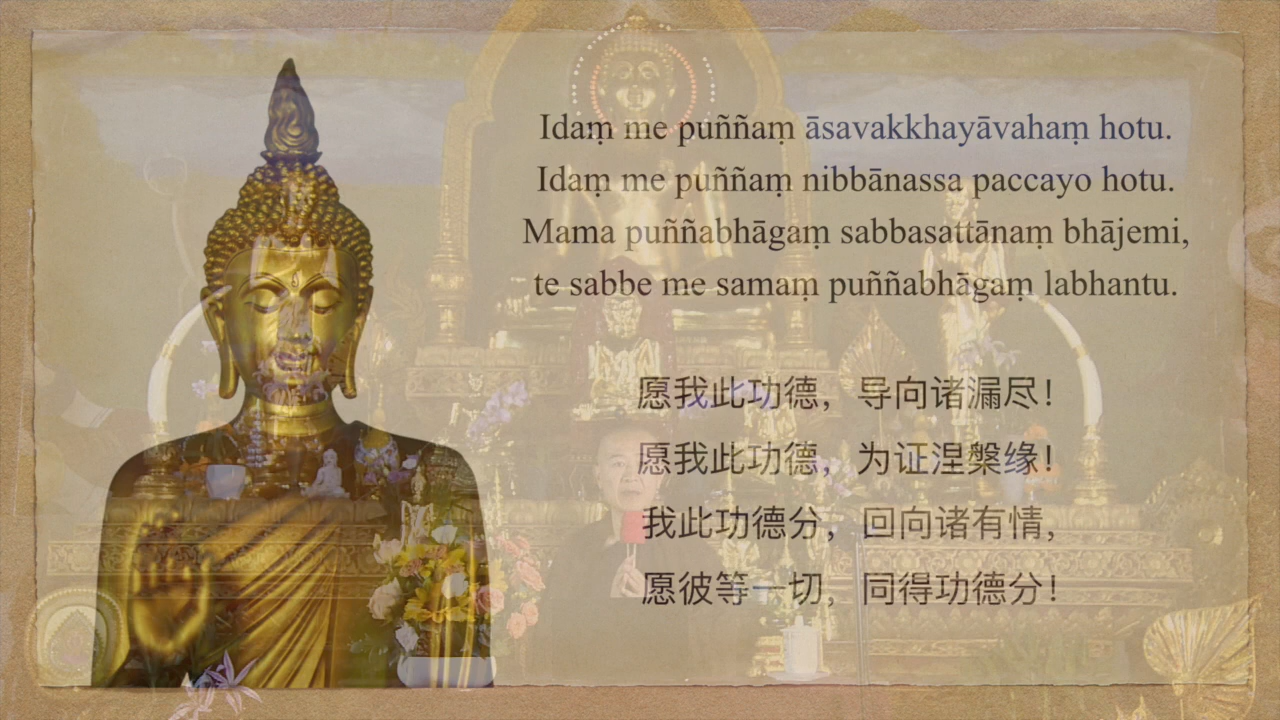 Idaṃ me puññaṃ āsavakkhayāvahaṃ hotu.
Idaṃ me puññaṃ nibbānassa paccayo hotu.
Mama puññabhāgaṃ sabbasattānaṃ bhājemi,
te sabbe me samaṃ puññabhāgaṃ labhantu.
愿我此功德，导向诸漏尽！
愿我此功德，为证涅槃缘！
我此功德分，回向诸有情，
愿彼等一切，同得功德分！